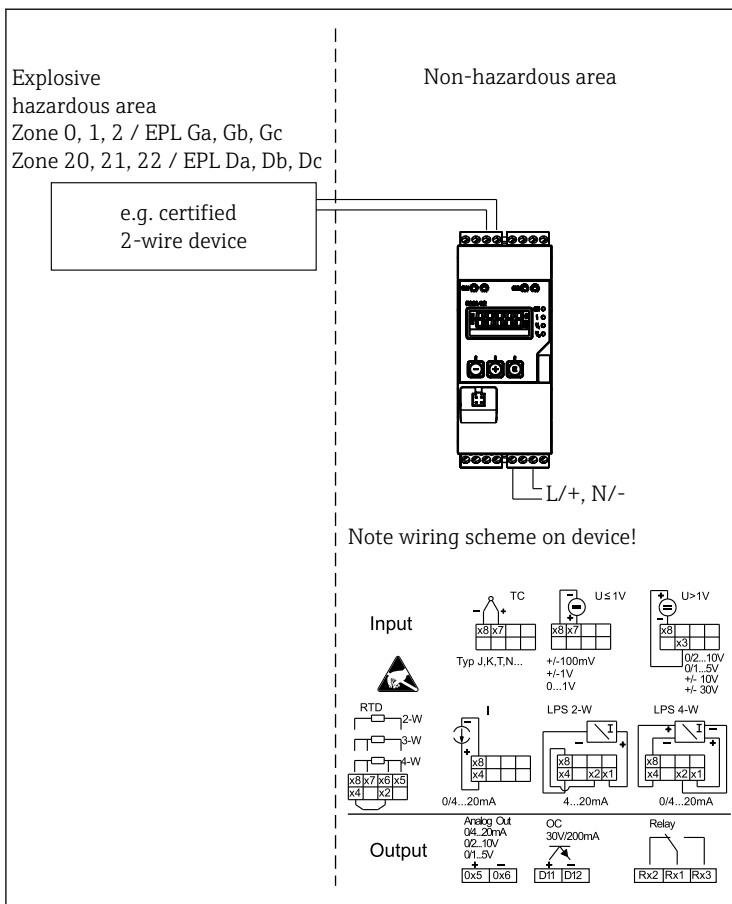 Explosive
hazardous area
Zone 0, 1, 2 / EPL Ga, Gb, Gc
Zone 20, 21, 22 / EPL Da, Db, Dc
Non-hazardous area
e.g. certified
2-wire device
L/+, N/-
Note wiring scheme on device!
Input
TC
- +
x8 x7
Typ J,K,T,N...
U≤1V
-
+
x8 x7
+/-100mV
+/-1V
0...1V
U>1V
+
-
x8
x3
0/2...10V
0/1...5V
+/- 10V
+/- 30V
RTD
2-W
3-W
4-W
x8 x7 x6 x5
x4 x2
I
-
+
x8
x4
0/4...20mA
LPS 2-W
I
- +
x8
x4 x2 x1
4...20mA
LPS 4-W
+ I -
- +
x8
x4 x2 x1
0/4...20mA
Output
Analog Out
0/4...20mA
0/2...10V
0/1...5V
+ -
0x5 0x6
OC
30V/200mA
+ -
D11 D12
Relay
Rx2 Rx1 Rx3